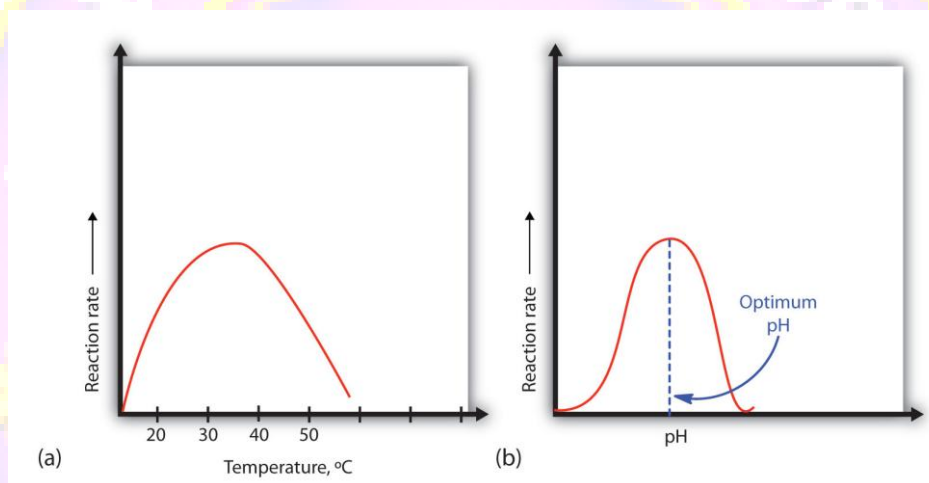 Reaction rate
20 30 40 50
(a)
Temperature, ºC
Reaction rate
Optimum
pH
pH
(b)